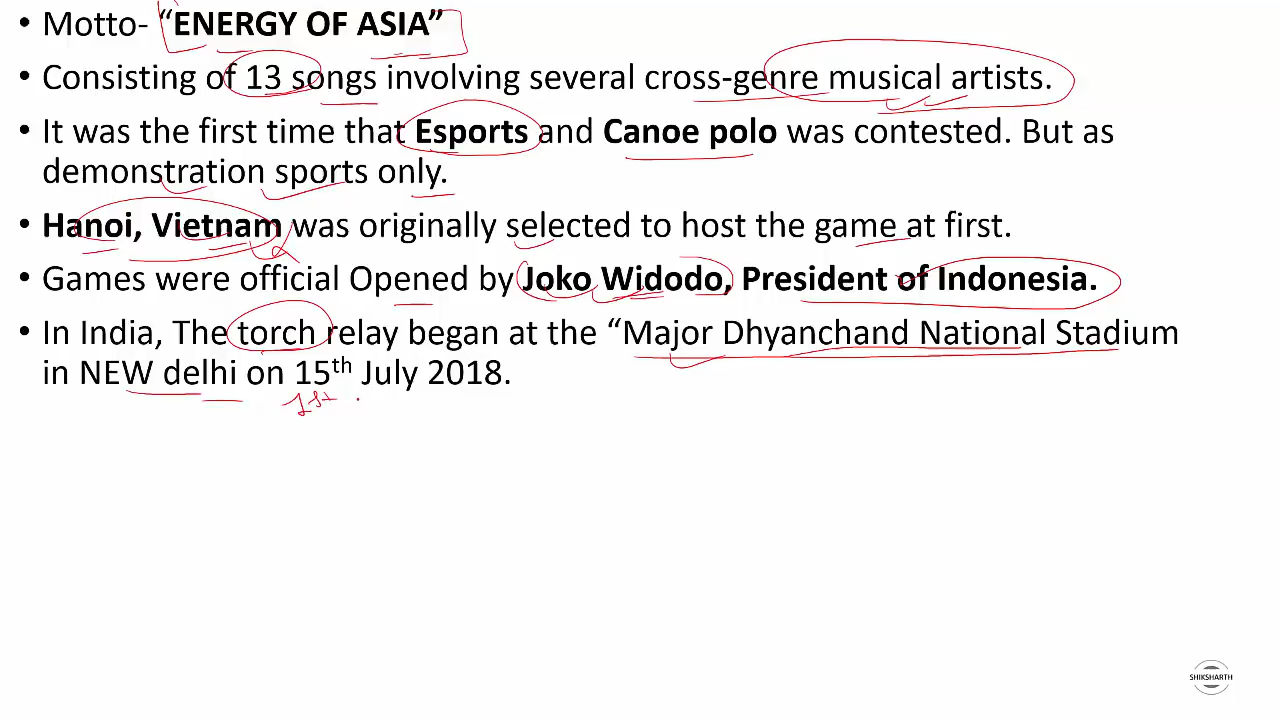 • Motto- “ENERGY OF ASIA”
• Consisting of 13 songs involving several cross-genre musical artists.
• It was the first time that Esports and Canoe polo was contested. But as
demonstration sports only.
• Hanoi, Vietnam was originally selected to host the game at first.
• Games were official Opened by Joko Widodo, President of Indonesia.
• In India, The torch relay began at the “Major Dhyanchand National Stadium
in NEW delhi on 15th July 2018.
1st
SHIKSHARTH